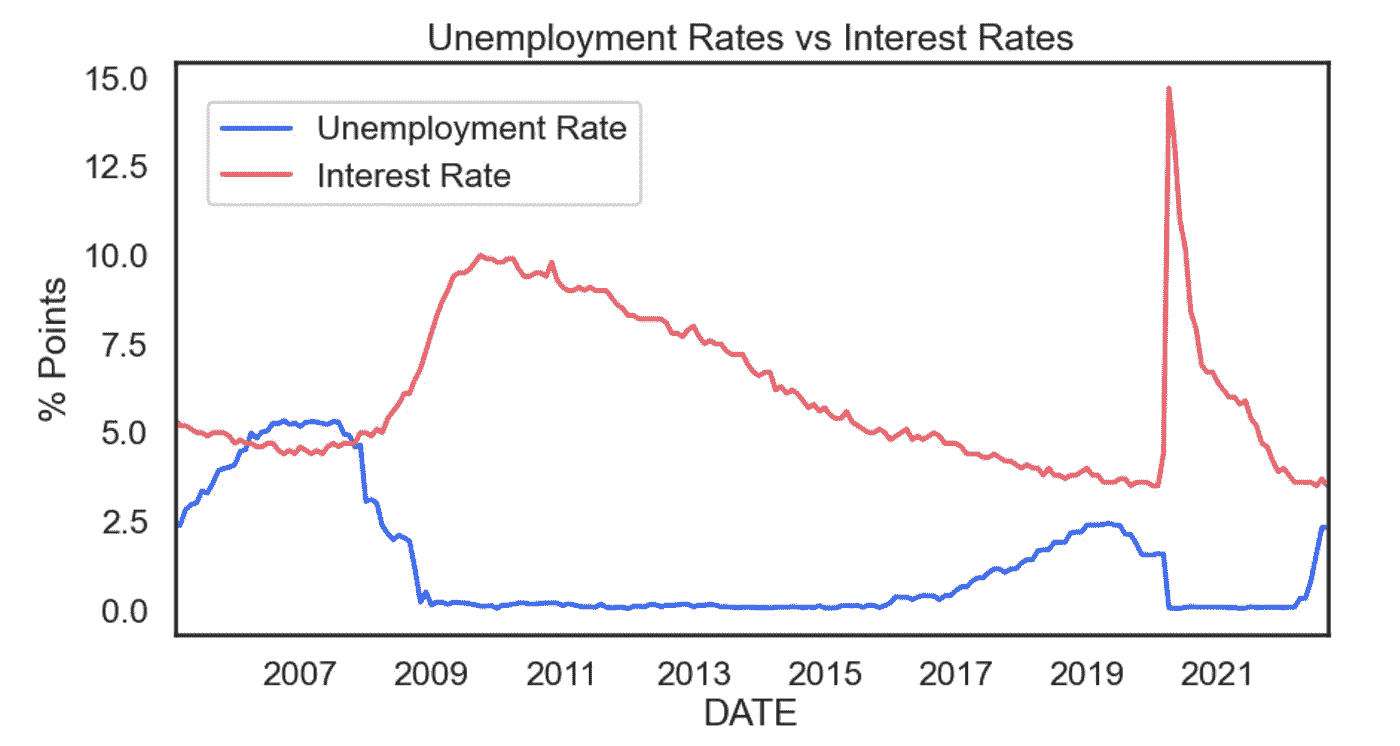 Unemployment Rates vs Interest Rates
15.0
12.5
10.0
7.5
5.0
2.5
0.0
% Points
Unemployment Rate
Interest Rate
2007 2009 2011 2013 2015 2017 2019 2021
DATE